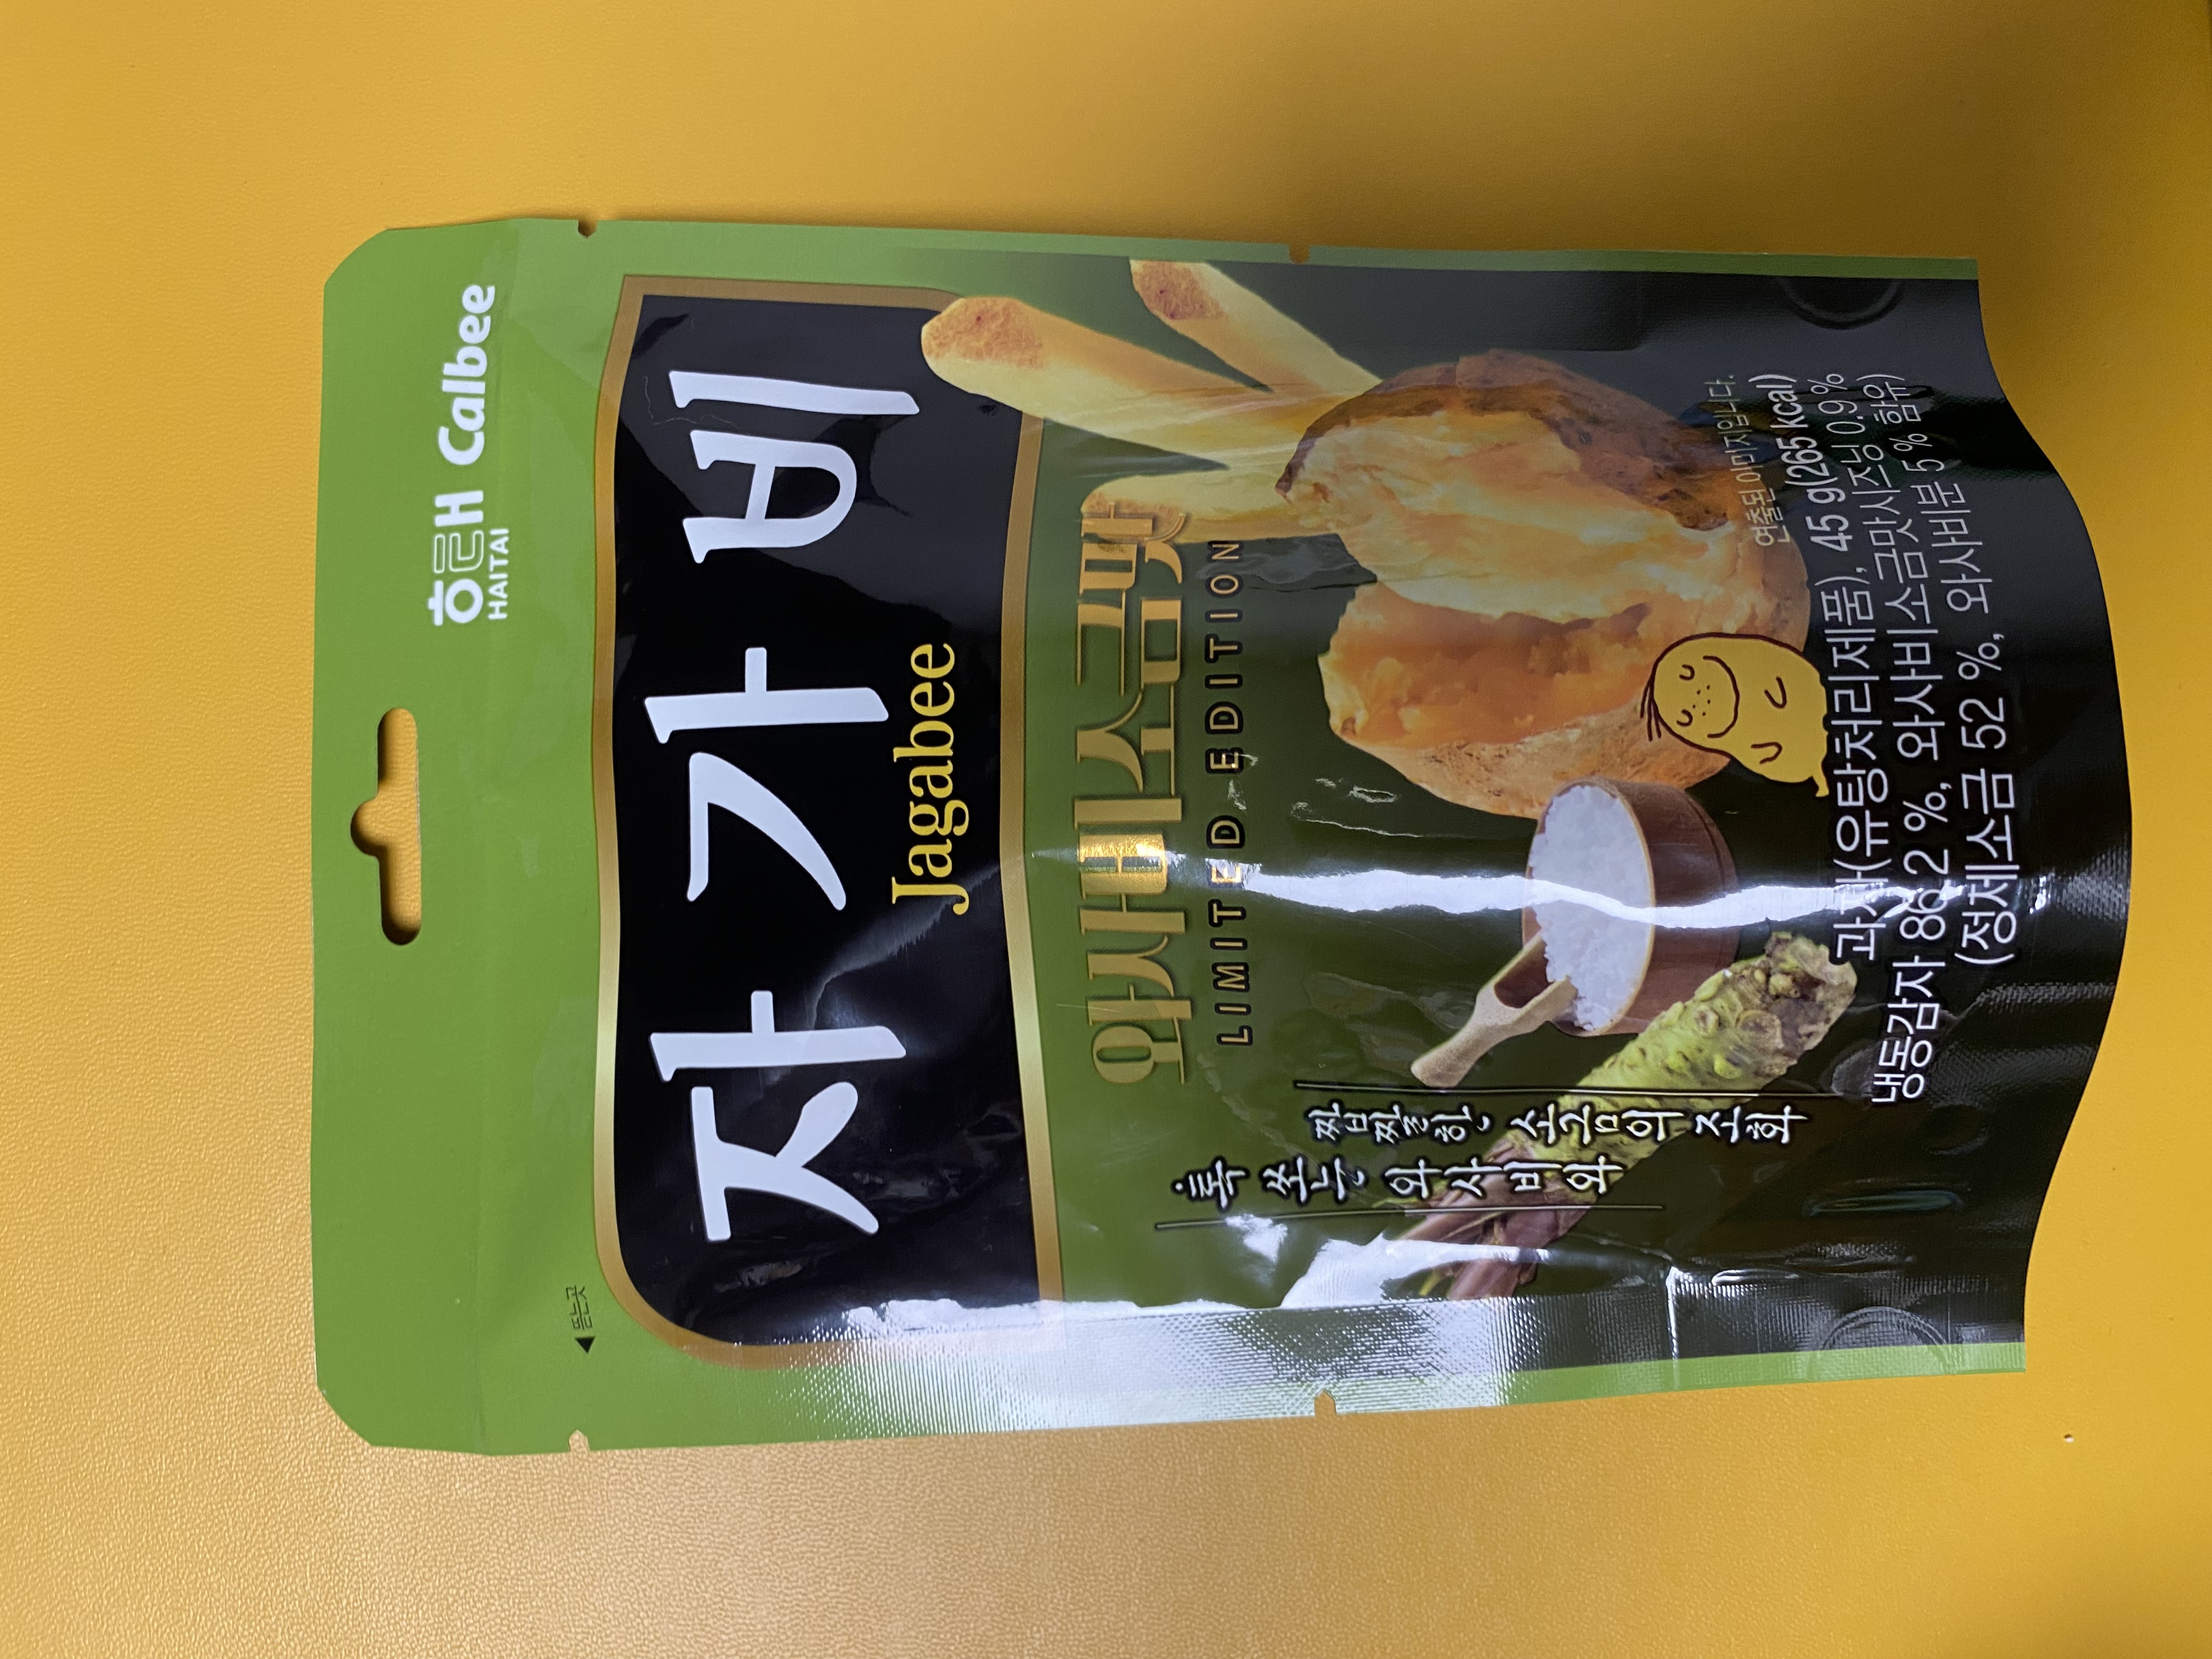 해태 Calbee
HAITAI
◀ 뜯는곳
자가비
Jagabee
와사비소금맛
LIMITED EDITION
톡 쏘는 와사비와
짭짤한 소금의 조화
연출된 이미지입니다.
과자(유탕처리제품), 45 g(265 kcal)
냉동감자 86.2 %, 와사비소금맛시즈닝 0.9 %
(정제소금 52 %, 와사비분 5 % 함유)